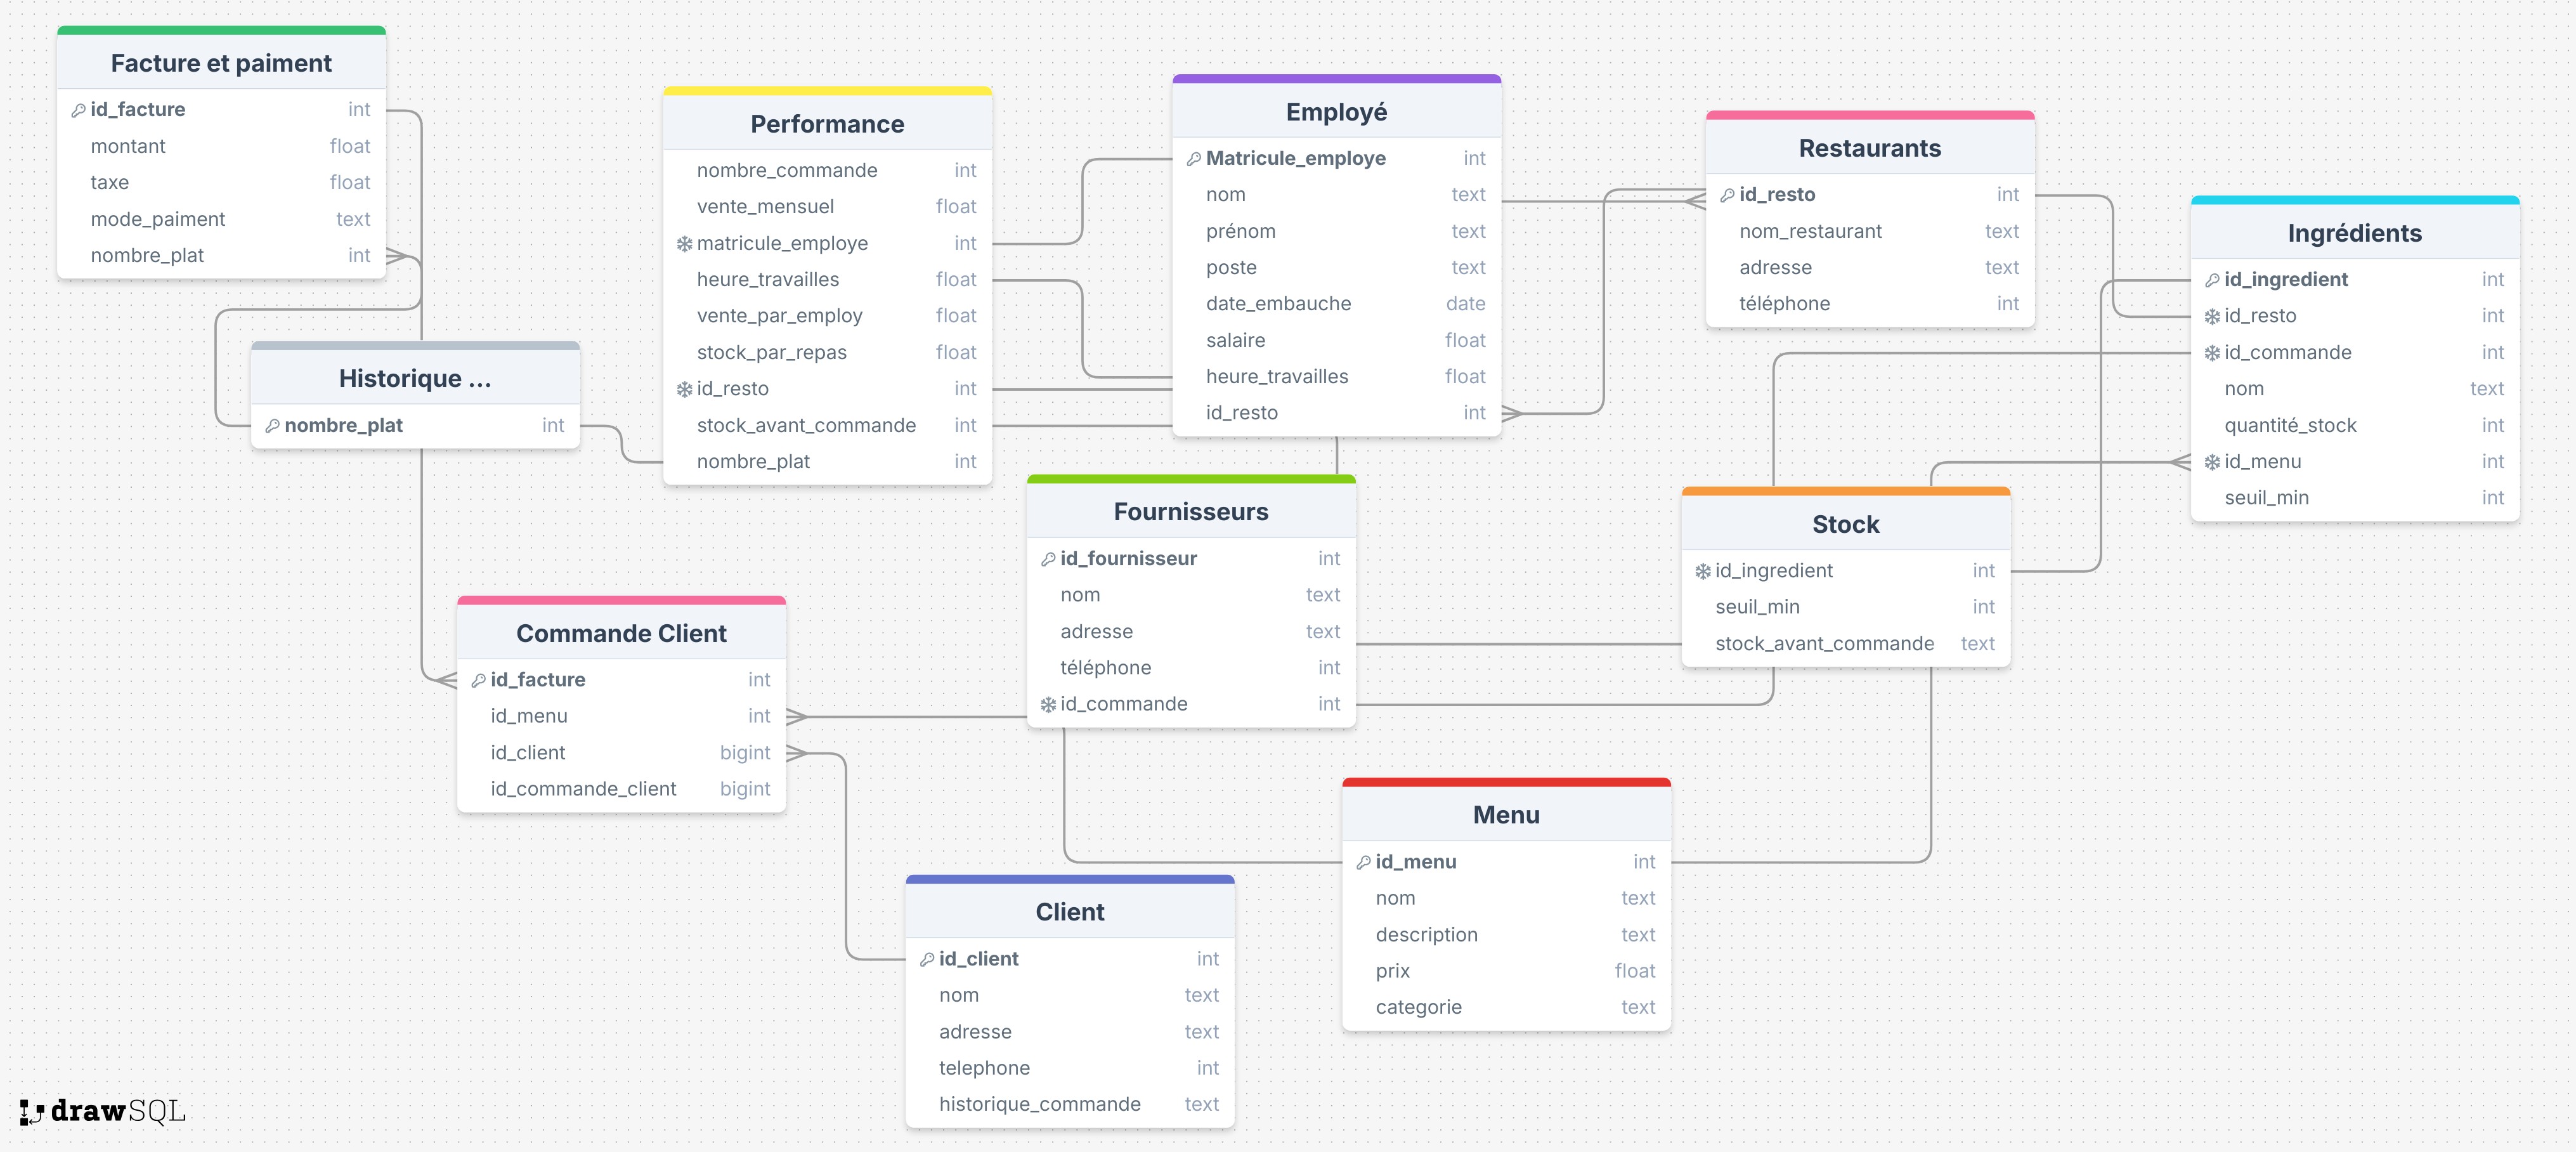 Facture et paiment
id_facture int
montant float
taxe float
mode_paiment text
nombre_plat int
Historique ...
nombre_plat int
Performance
nombre_commande int
vente_mensuel float
matricule_employe int
heure_travailles float
vente_par_employ float
stock_par_repas float
id_resto int
stock_avant_commande int
nombre_plat int
Employé
Matricule_employe int
nom text
prénom text
poste text
date_embauche date
salaire float
heure_travailles float
id_resto int
Restaurants
id_resto int
nom_restaurant text
adresse text
téléphone int
Ingrédients
id_ingredient int
id_resto int
id_commande int
nom text
quantité_stock int
id_menu int
seuil_min int
Fournisseurs
id_fournisseur int
nom text
adresse text
téléphone int
id_commande int
Stock
id_ingredient int
seuil_min int
stock_avant_commande text
Commande Client
id_facture int
id_menu int
id_client bigint
id_commande_client bigint
Menu
id_menu int
nom text
description text
prix float
categorie text
Client
id_client int
nom text
adresse text
telephone int
historique_commande text
drawSQL